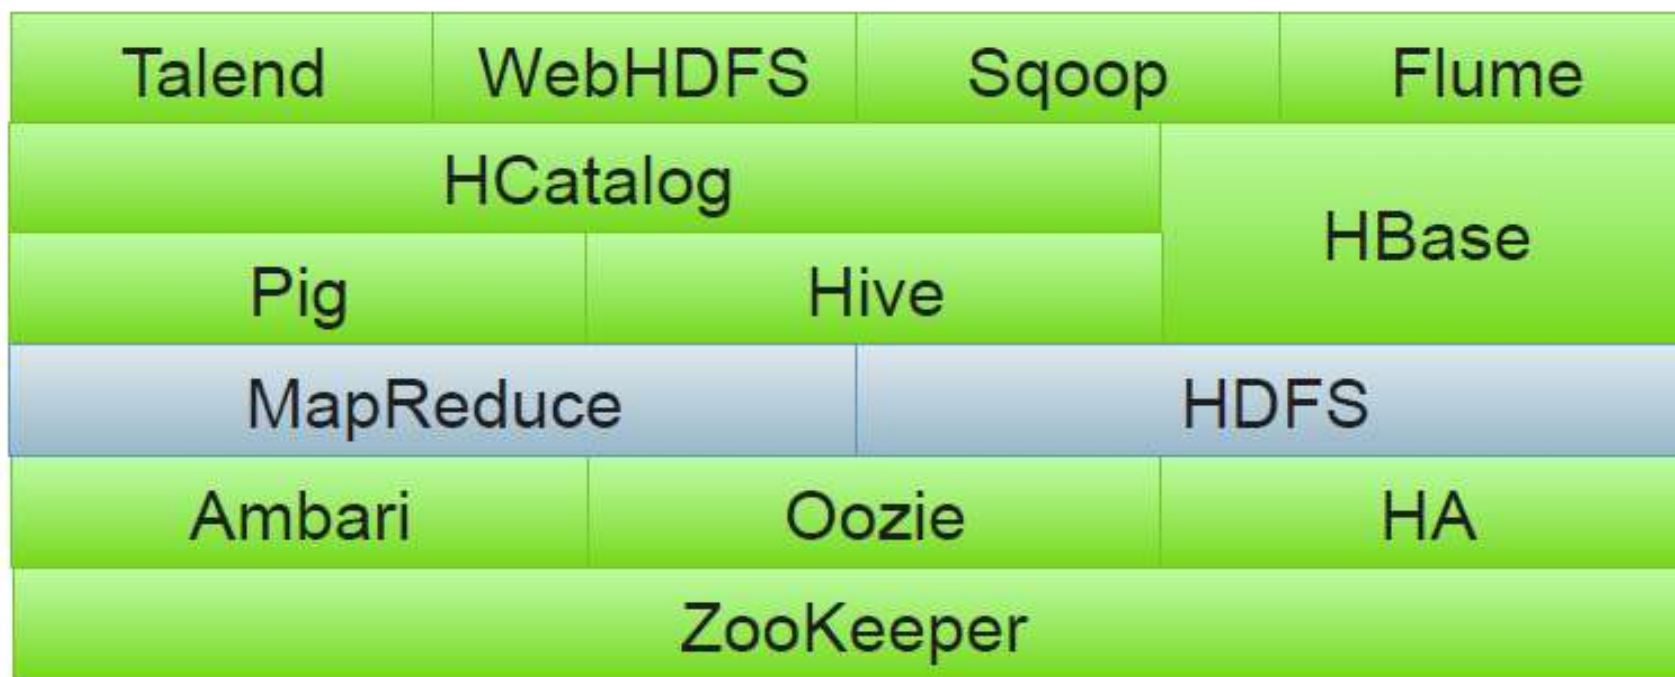 Talend WebHDFS Sqoop Flume
HCatalog
HBase
Pig Hive
MapReduce HDFS
Ambari Oozie HA
ZooKeeper